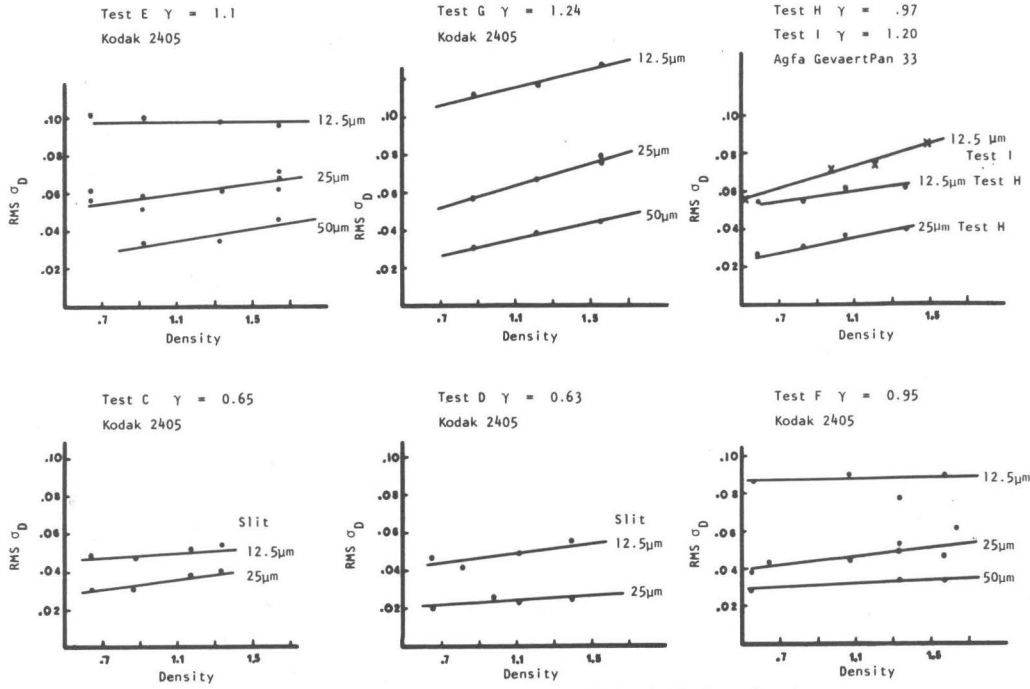 Test E γ = 1.1
Kodak 2405
RMS σD
.10
.08
.06
.04
.02
12.5μm
25μm
50μm
.7
1.1
1.5
Density
Test G γ = 1.24
Kodak 2405
RMS σD
.10
.08
.06
.04
.02
12.5μm
25μm
50μm
.7
1.1
1.5
Density
Test H γ = .97
Test I γ = 1.20
Agfa GevaertPan 33
RMS σD
.10
.08
.06
.04
.02
12.5 μm
Test I
12.5μm Test H
25μm Test H
.7
1.1
1.5
Density
Test C γ = 0.65
Kodak 2405
RMS σD
.10
.08
.06
.04
.02
Slit
12.5μm
25μm
.7
1.1
1.5
Density
Test D γ = 0.63
Kodak 2405
RMS σD
.10
.08
.06
.04
.02
Slit
12.5μm
25μm
.7
1.1
1.5
Density
Test F γ = 0.95
Kodak 2405
RMS σD
.10
.08
.06
.04
.02
12.5μm
25μm
50μm
.7
1.1
1.5
Density